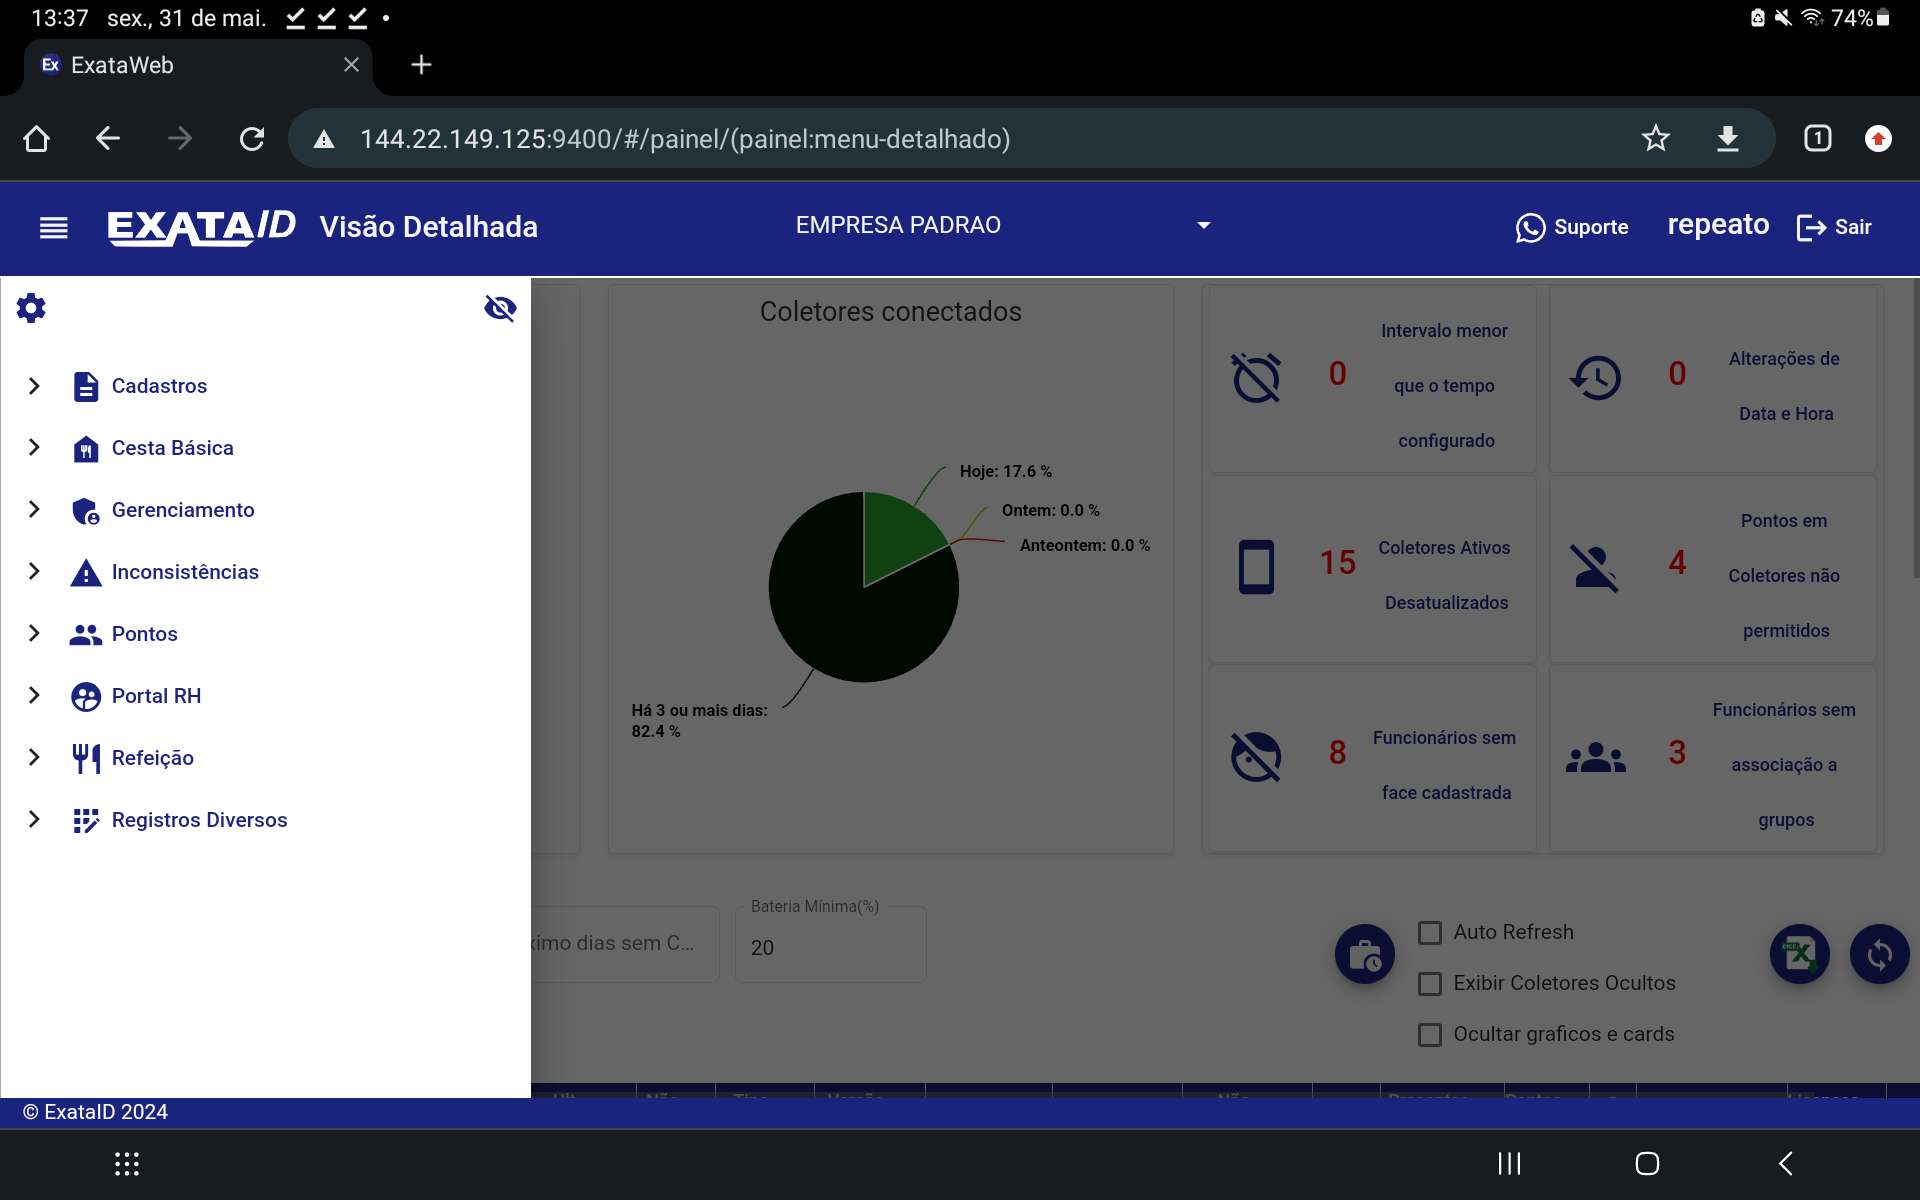 13:37 sex., 31 de mai.
74%
Ex ExataWeb
144.22.149.125:9400/#/painel/(painel:menu-detalhado)
1
EXATAID Visão Detalhada
EMPRESA PADRAO
Suporte
repeato
Sair
Cadastros
Cesta Básica
Gerenciamento
Inconsistências
Pontos
Portal RH
Refeição
Registros Diversos
Coletores conectados
Hoje: 17.6 %
Ontem: 0.0 %
Anteontem: 0.0 %
Há 3 ou mais dias:
82.4 %
0
Intervalo menor
que o tempo
configurado
0
Alterações de
Data e Hora
15
Coletores Ativos
Desatualizados
4
Pontos em
Coletores não
permitidos
8
Funcionários sem
face cadastrada
3
Funcionários sem
associação a
grupos
dias sem C...
Bateria Mínima(%)
20
Auto Refresh
Exibir Coletores Ocultos
Ocultar graficos e cards
© ExataID 2024